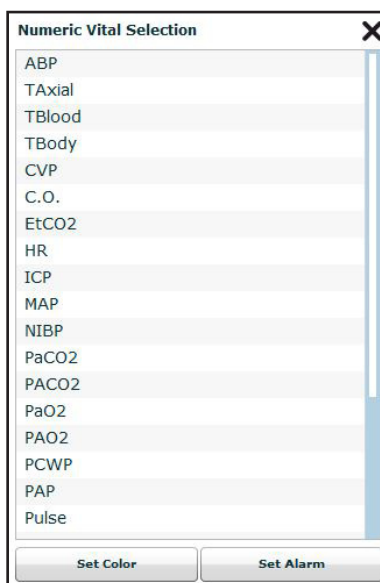 Numeric Vital Selection
ABP
TAxial
TBlood
TBody
CVP
C.O.
EtCO2
HR
ICP
MAP
NIBP
PaCO2
PACO2
PaO2
PAO2
PCWP
PAP
Pulse
Set Color
Set Alarm